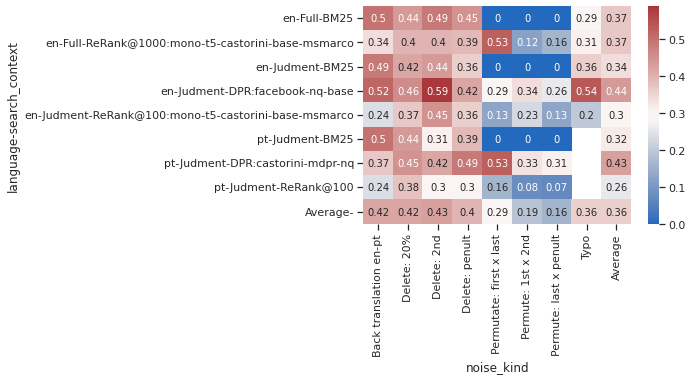 language-search_context
en-Full-BM25 0.5 0.44 0.49 0.45 0 0 0 0.29 0.37
en-Full-ReRank@1000:mono-t5-castorini-base-msmarco 0.34 0.4 0.4 0.39 0.53 0.12 0.16 0.31 0.37
en-Judment-BM25 0.49 0.42 0.44 0.36 0 0 0 0.36 0.34
en-Judment-DPR:facebook-nq-base 0.52 0.46 0.59 0.42 0.29 0.34 0.26 0.54 0.44
en-Judment-ReRank@100:mono-t5-castorini-base-msmarco 0.24 0.37 0.45 0.36 0.13 0.23 0.13 0.2 0.3
pt-Judment-BM25 0.5 0.44 0.31 0.39 0 0 0 0.32
pt-Judment-DPR:castorini-mdpr-nq 0.37 0.45 0.42 0.49 0.53 0.33 0.31 0.43
pt-Judment-ReRank@100 0.24 0.38 0.3 0.3 0.16 0.08 0.07 0.26
Average- 0.42 0.42 0.43 0.4 0.29 0.19 0.16 0.36 0.36
Back translation en-pt
Delete: 20%
Delete: 2nd
Delete: penult
Permutate: first x last
Permute: 1st x 2nd
Permute: last x penult
Typo
Average
noise_kind
0.5
0.4
0.3
0.2
0.1
0.0